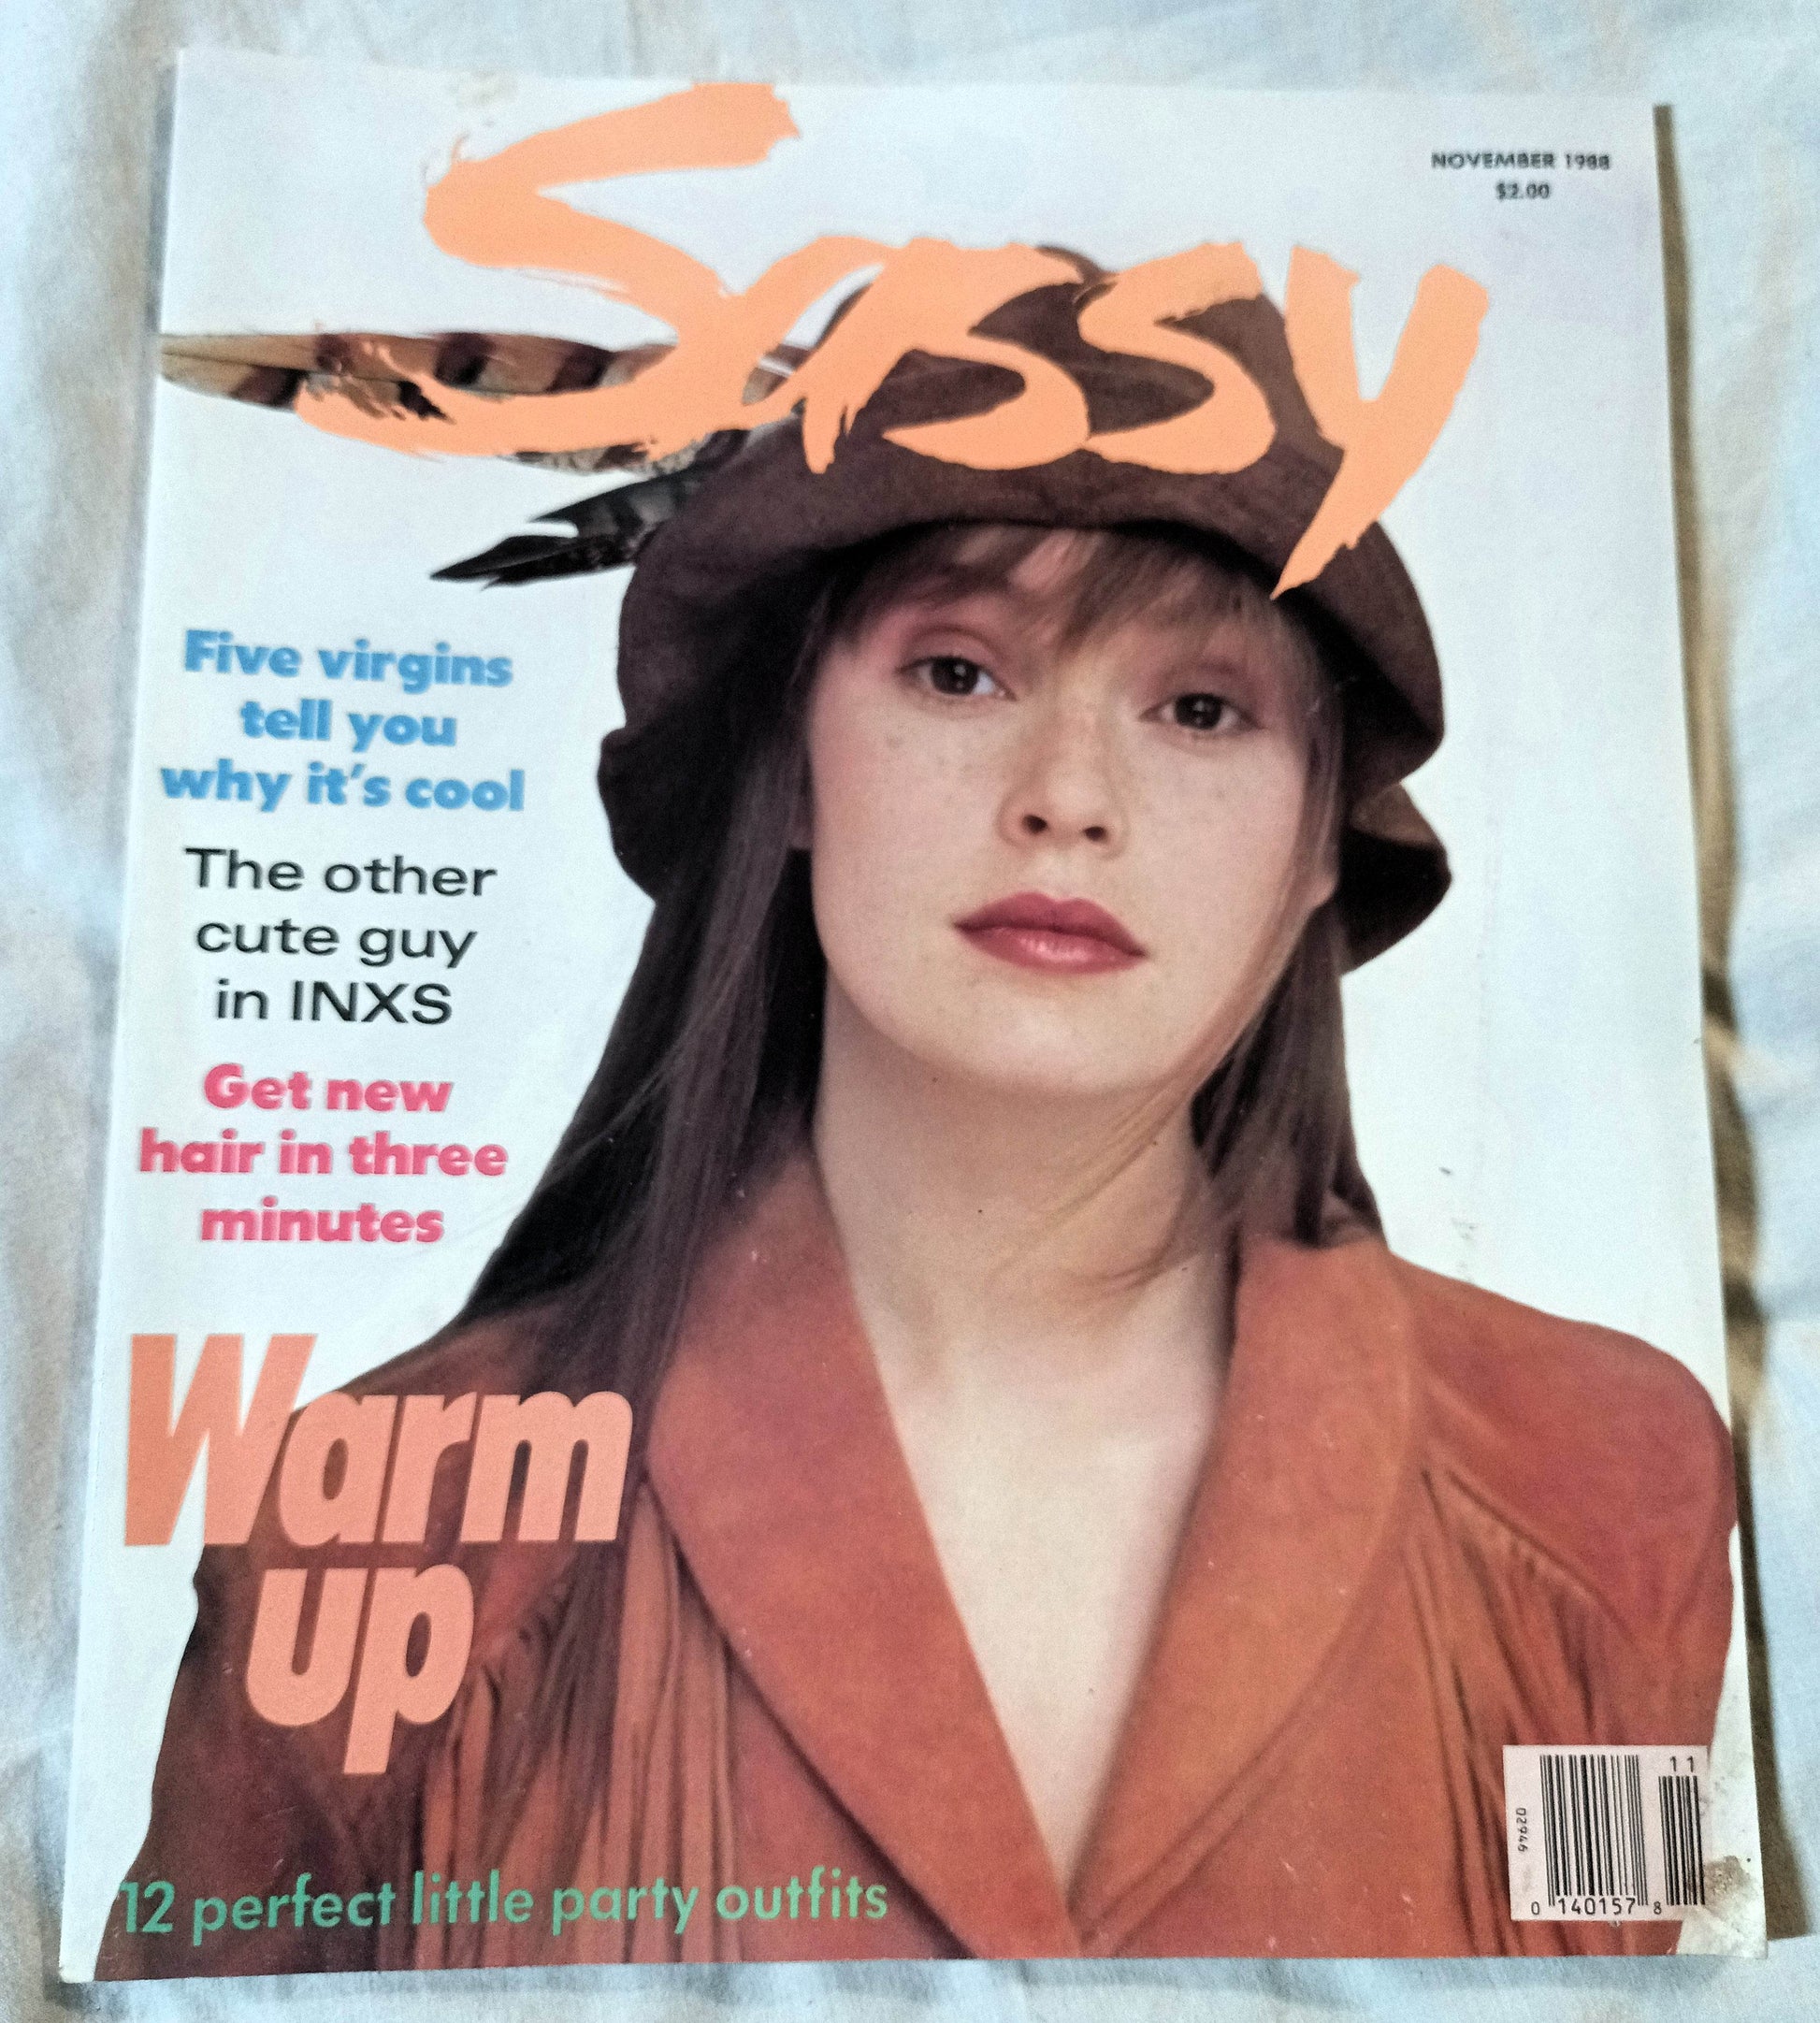 Sassy
NOVEMBER 1988
$2.00
Five virgins
tell you
why it's cool
The other
cute guy
in INXS
Get new
hair in three
minutes
Warm
up
12 perfect little party outfits
11
02946
0 140157 8